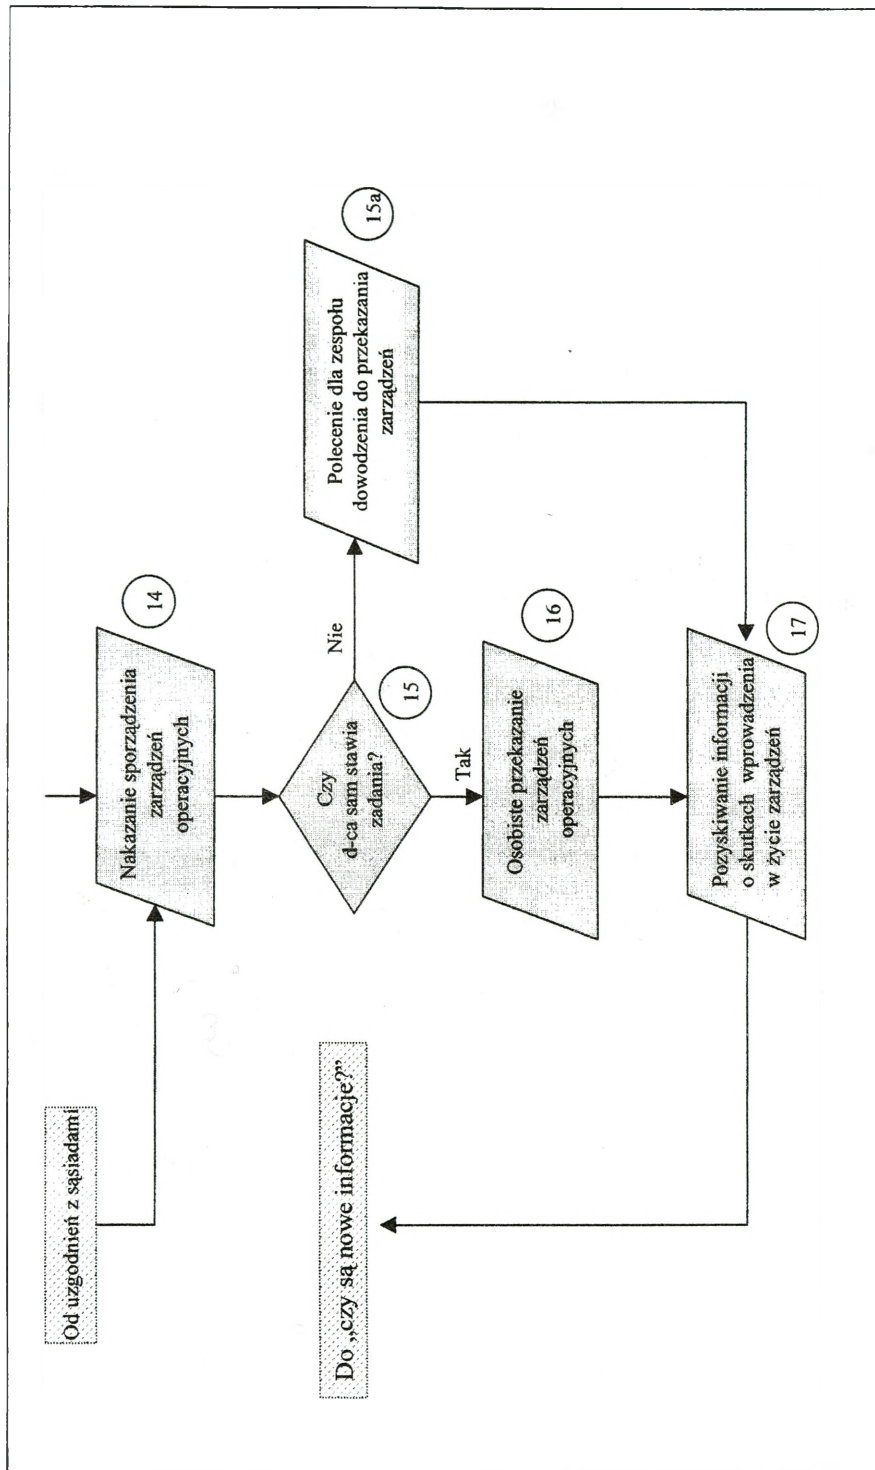 Od uzgodnień z sąsiadami
Nakazanie sporządzenia
zarządzeń
operacyjnych
14
Do „czy są nowe informacje?”
Czy
d-ca sam stawia
zadania?
15
Nie
Polecenie dla zespołu
dowodzenia do przekazania
zarządzeń
15a
Tak
Osobiste przekazanie
zarządzeń
operacyjnych
16
Pozyskiwanie informacji
o skutkach wprowadzenia
w życie zarządzeń
17